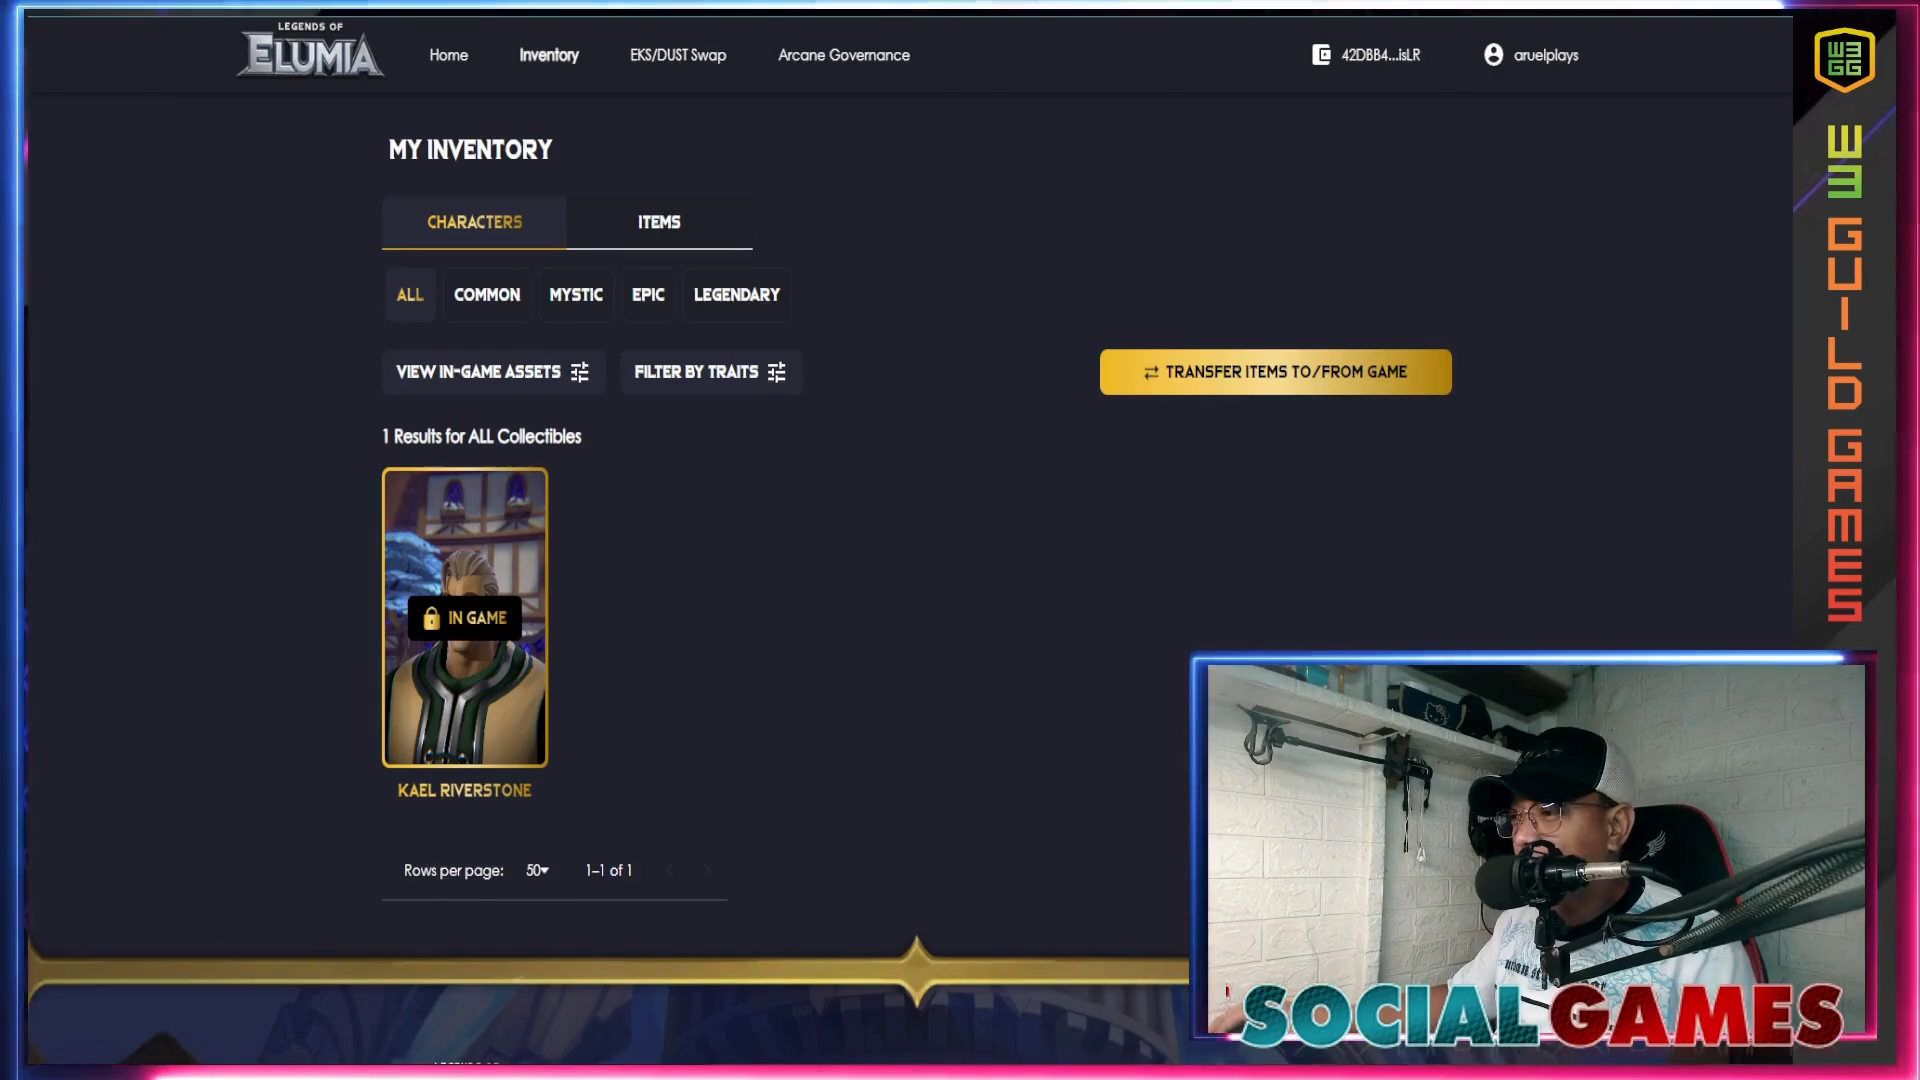 LEGENDS OF
ELUMIA
Home
Inventory
EKS/DUST Swap
Arcane Governance
42DBB4...isLR
aruelplays
W3
GG
W3 GUILD GAMES
MY INVENTORY
CHARACTERS
ITEMS
ALL
COMMON
MYSTIC
EPIC
LEGENDARY
VIEW IN-GAME ASSETS
FILTER BY TRAITS
TRANSFER ITEMS TO/FROM GAME
1 Results for ALL Collectibles
IN GAME
KAEL RIVERSTONE
Rows per page:
50
1–1 of 1
SOCIAL GAMES